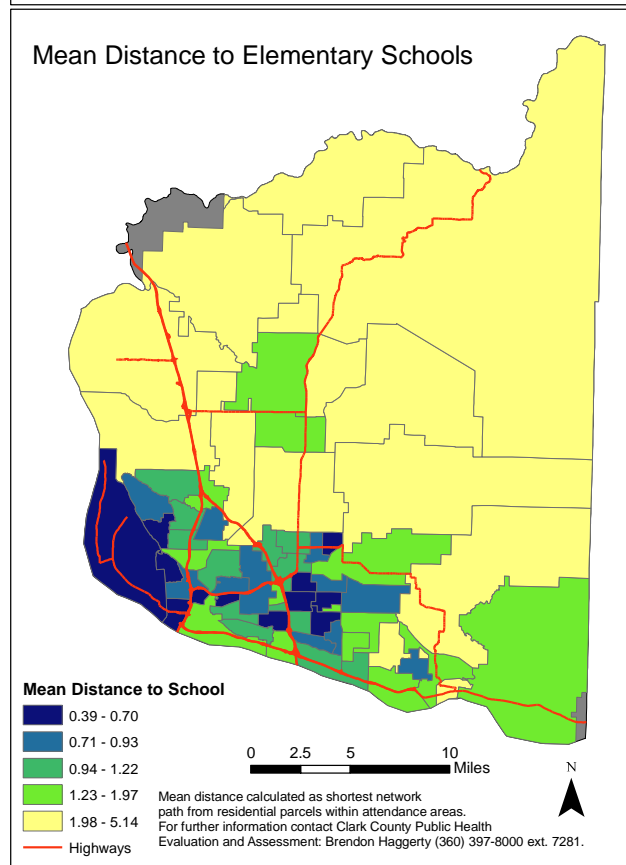 Mean Distance to Elementary Schools
Mean Distance to School
0.39 - 0.70
0.71 - 0.93
0.94 - 1.22
1.23 - 1.97
1.98 - 5.14
Highways
0 2.5 5 10
Miles
N
Mean distance calculated as shortest network
path from residential parcels within attendance areas.
For further information contact Clark County Public Health
Evaluation and Assessment: Brendon Haggerty (360) 397-8000 ext. 7281.